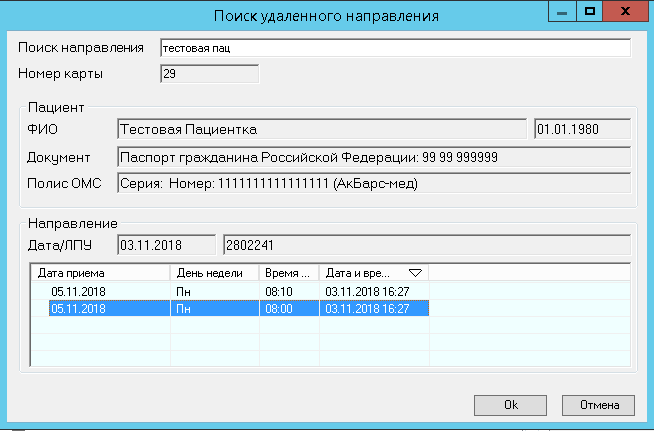 Поиск удаленного направления
Поиск направления тестовая пац
Номер карты 29
Пациент
ФИО Тестовая Пациентка 01.01.1980
Документ Паспорт гражданина Российской Федерации: 99 99 999999
Полис ОМС Серия: Номер: 1111111111111111 (АкБарс-мед)
Направление
Дата/ЛПУ 03.11.2018 2802241
Дата приема День недели Время ... Дата и вре...
05.11.2018 Пн 08:10 03.11.2018 16:27
05.11.2018 Пн 08:00 03.11.2018 16:27
Ok Отмена